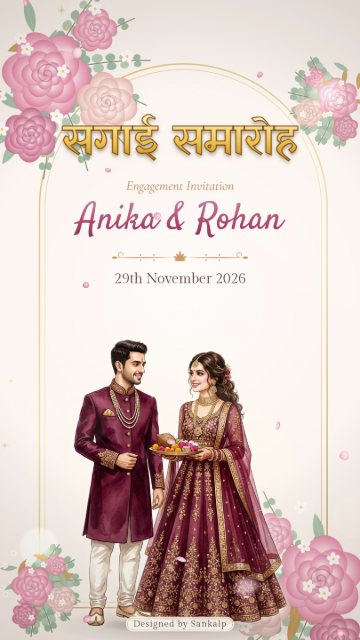 सगाई समारोह
Engagement Invitation
Anika & Rohan
29th November 2026
Designed by Sankalp